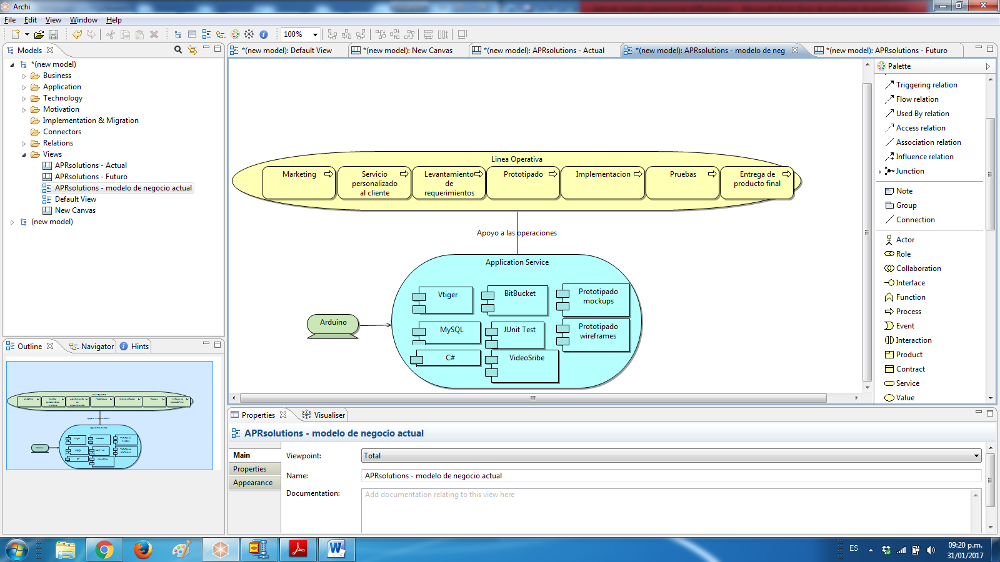 Archi
File Edit View Window Help
100%
Models
*(new model)
Business
Application
Technology
Motivation
Implementation & Migration
Connectors
Relations
Views
APRsolutions - Actual
APRsolutions - Futuro
APRsolutions - modelo de negocio actual
Default View
New Canvas
(new model)
Outline Navigator Hints
*(new model): Default View
*(new model): New Canvas
*(new model): APRsolutions - Actual
*(new model): APRsolutions - modelo de neg
*(new model): APRsolutions - Futuro
Linea Operativa
Marketing
Servicio
personalizado
al cliente
Levantamiento
de
requerimientos
Prototipado
Implementacion
Pruebas
Entrega de
producto final
Apoyo a las operaciones
Application Service
Vtiger
BitBucket
Prototipado
mockups
MySQL
JUnit Test
Prototipado
wireframes
C#
VideoSribe
Arduino
Palette
Triggering relation
Flow relation
Used By relation
Access relation
Association relation
Influence relation
Junction
Note
Group
Connection
Actor
Role
Collaboration
Interface
Function
Process
Event
Interaction
Product
Contract
Service
Value
Properties Visualiser
APRsolutions - modelo de negocio actual
Main
Properties
Appearance
Viewpoint: Total
Name: APRsolutions - modelo de negocio actual
Documentation: Add documentation relating to this view here
ES
09:20 p.m.
31/01/2017